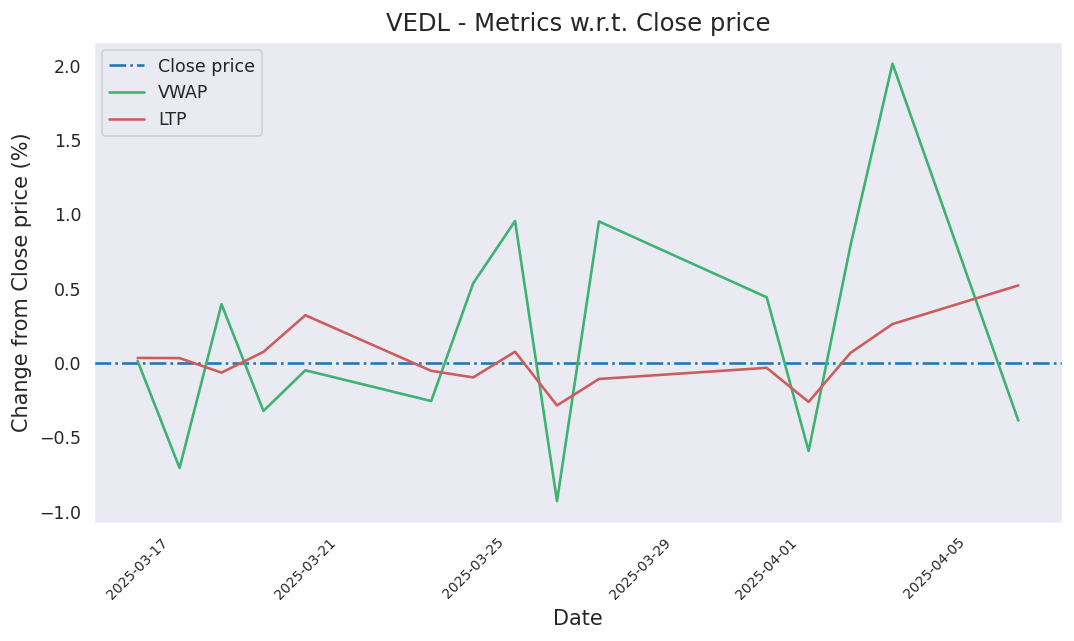 VEDL - Metrics w.r.t. Close price
Close price
VWAP
LTP
Change from Close price (%)
2.0
1.5
1.0
0.5
0.0
−0.5
−1.0
2025-03-17
2025-03-21
2025-03-25
2025-03-29
2025-04-01
2025-04-05
Date